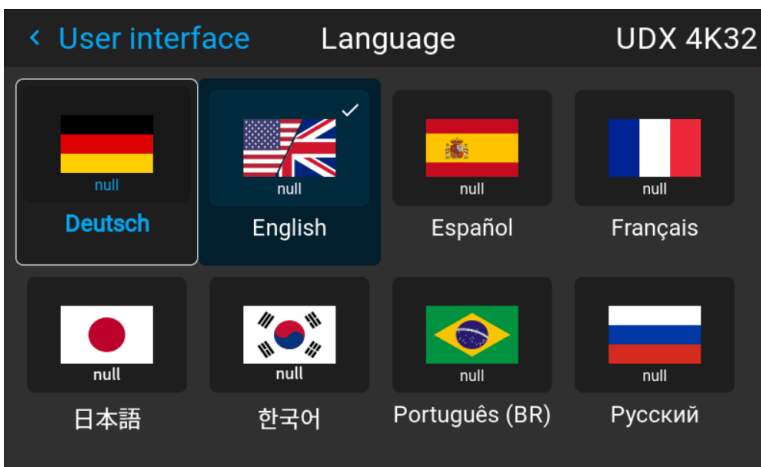 < User interface Language UDX 4K32
null null null null
Deutsch English Español Français
null null null null
日本語 한국어 Português (BR) Русский